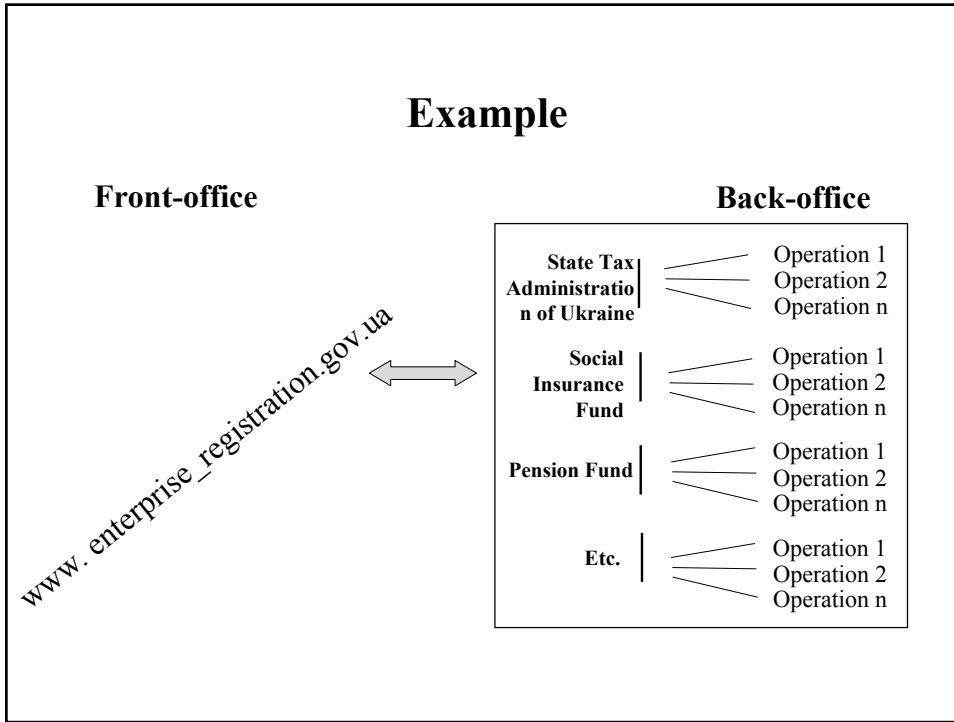 Example
Front-office
Back-office
www. enterprise_registration.gov.ua
State Tax
Administratio
n of Ukraine
Operation 1
Operation 2
Operation n
Social
Insurance
Fund
Operation 1
Operation 2
Operation n
Pension Fund
Operation 1
Operation 2
Operation n
Etc.
Operation 1
Operation 2
Operation n